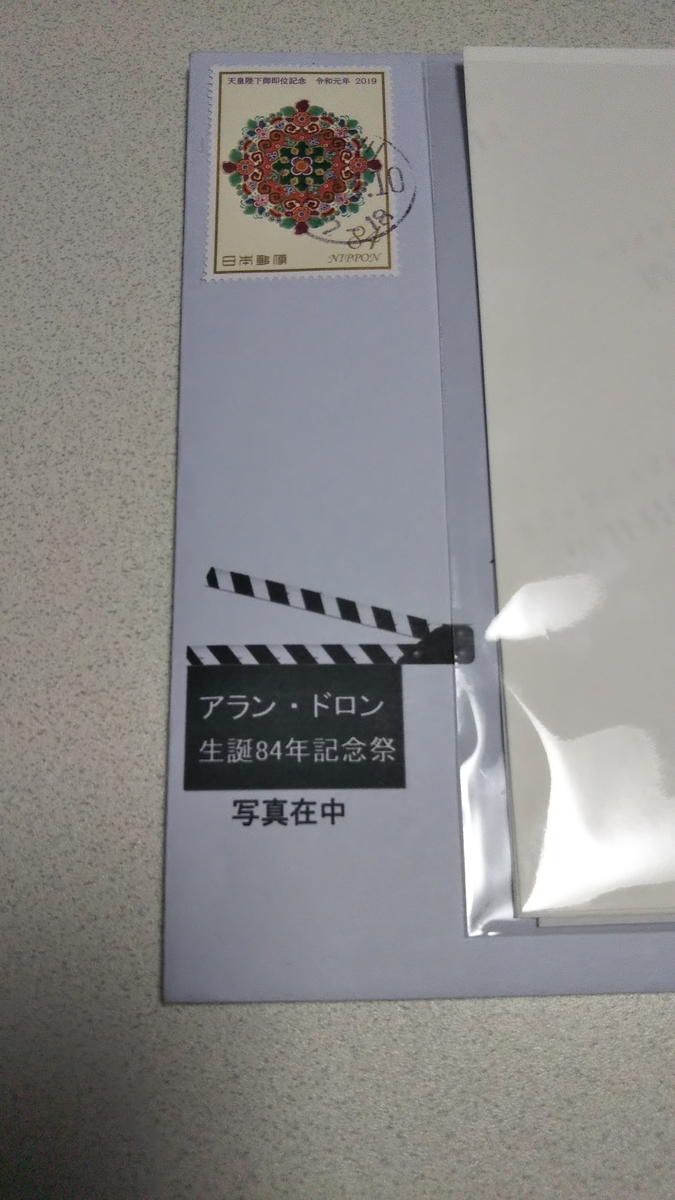 天皇陛下御即位記念 令和元年 2019
日本郵便
NIPPON
84
アラン・ドロン
生誕84年記念祭
写真在中